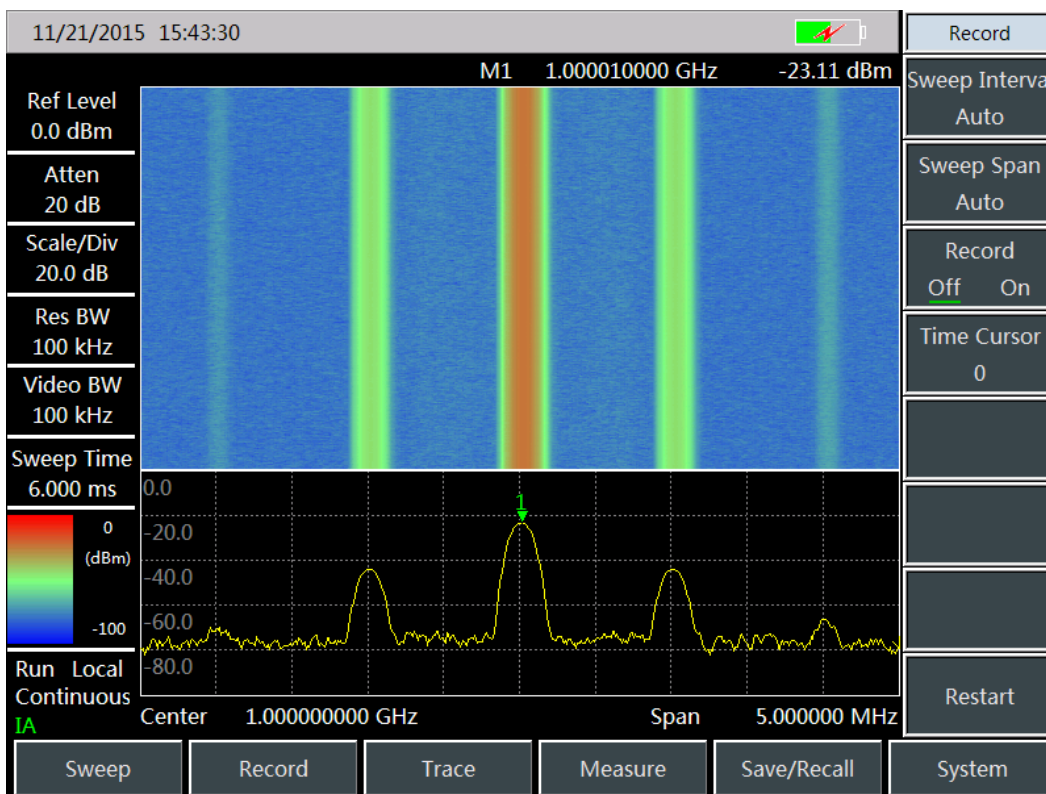 11/21/2015 15:43:30
Record
M1 1.000010000 GHz -23.11 dBm
Ref Level
0.0 dBm
Atten
20 dB
Scale/Div
20.0 dB
Res BW
100 kHz
Video BW
100 kHz
Sweep Time
6.000 ms
0
(dBm)
-100
Run Local
Continuous
IA
0.0
-20.0
-40.0
-60.0
-80.0
1
Center 1.000000000 GHz Span 5.000000 MHz
Sweep Interva
Auto
Sweep Span
Auto
Record
Off On
Time Cursor
0
Restart
Sweep Record Trace Measure Save/Recall System